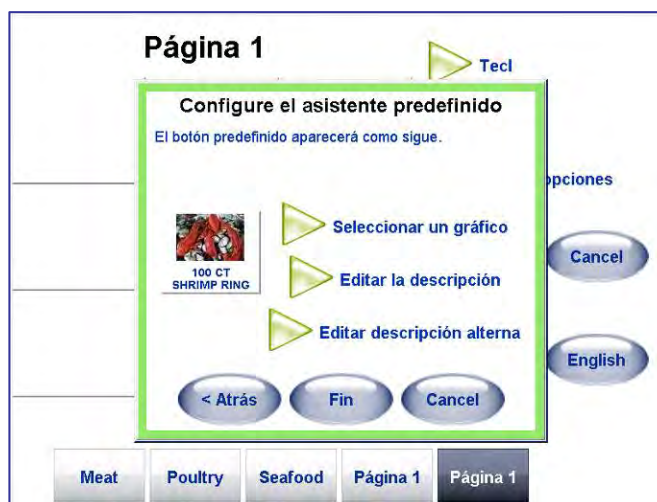 Página 1
Tecl
Configure el asistente predefinido
El botón predefinido aparecerá como sigue.
opciones
Seleccionar un gráfico
Cancel
100 CT
SHRIMP RING
Editar la descripción
Editar descripción alterna
English
< Atrás
Fin
Cancel
Meat
Poultry
Seafood
Página 1
Página 1